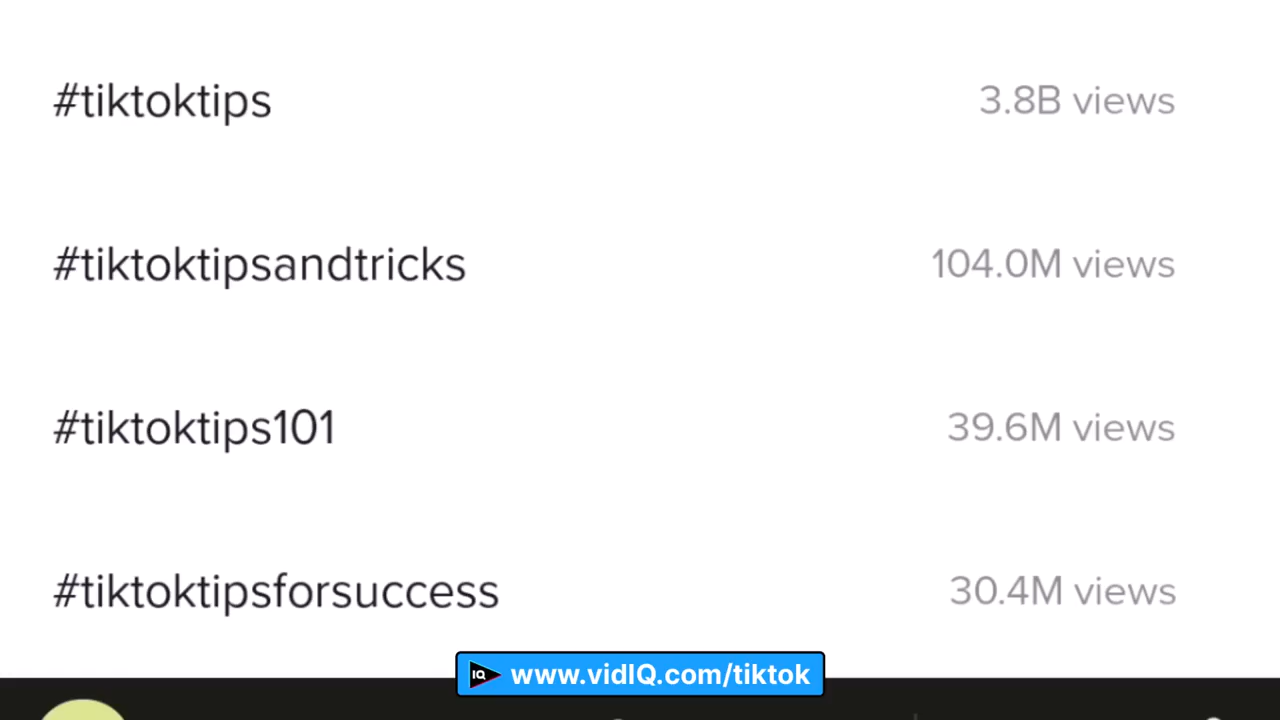 #tiktoktips 3.8B views
#tiktoktipsandtricks 104.0M views
#tiktoktips101 39.6M views
#tiktoktipsforsuccess 30.4M views
IQ www.vidIQ.com/tiktok